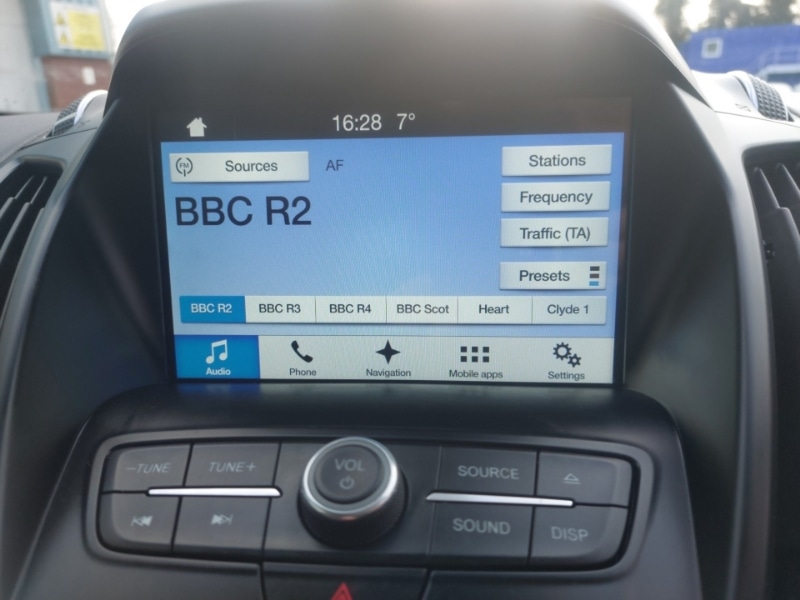 16:28 7°
FM Sources AF Stations
BBC R2 Frequency
Traffic (TA)
Presets
BBC R2 BBC R3 BBC R4 BBC Scot Heart Clyde 1
Audio Phone Navigation Mobile apps Settings
-TUNE TUNE+ VOL SOURCE
SOUND DISP